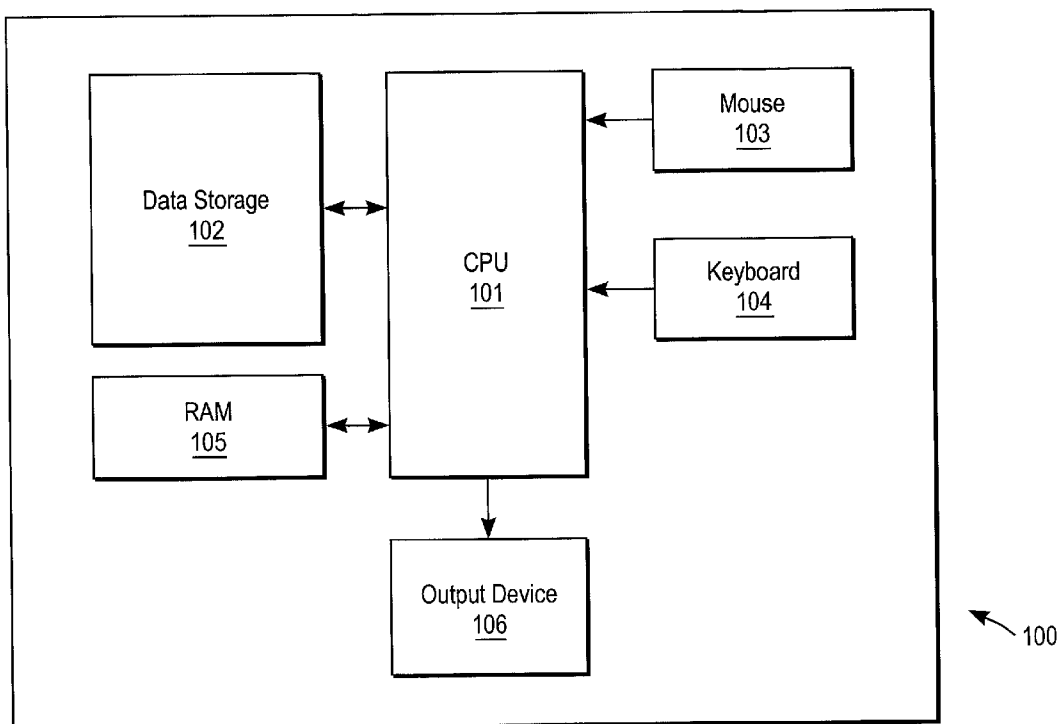 Data Storage
102
CPU
101
Mouse
103
Keyboard
104
RAM
105
Output Device
106
100